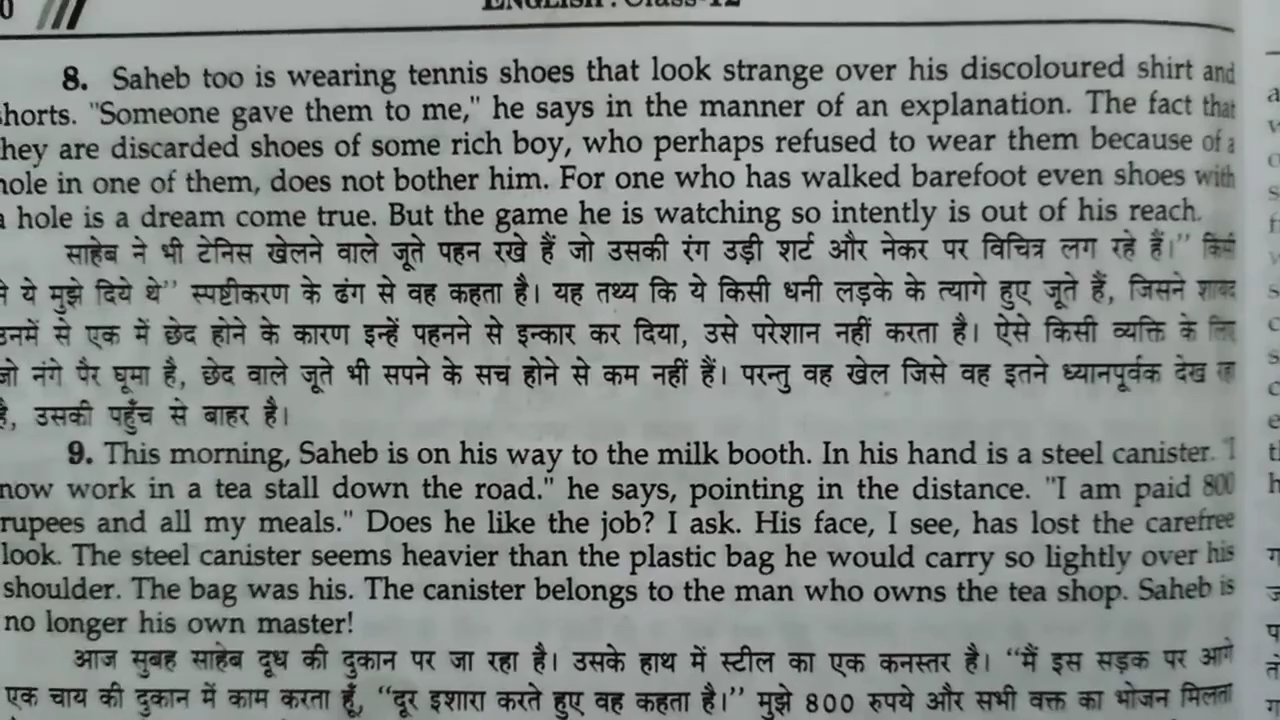 ENGLISH : Class-12
8. Saheb too is wearing tennis shoes that look strange over his discoloured shirt and
horts. "Someone gave them to me," he says in the manner of an explanation. The fact that
hey are discarded shoes of some rich boy, who perhaps refused to wear them because of a
ole in one of them, does not bother him. For one who has walked barefoot even shoes with
a hole is a dream come true. But the game he is watching so intently is out of his reach.
साहेब ने भी टेनिस खेलने वाले जूते पहन रखे हैं जो उसकी रंग उड़ी शर्ट और नेकर पर विचित्र लग रहे हैं।" किसी
ने ये मुझे दिये थे" स्पष्टीकरण के ढंग से वह कहता है। यह तथ्य कि ये किसी धनी लड़के के त्यागे हुए जूते हैं, जिसने शायद
उनमें से एक में छेद होने के कारण इन्हें पहनने से इन्कार कर दिया, उसे परेशान नहीं करता है। ऐसे किसी व्यक्ति के लिए
जो नंगे पैर घूमा है, छेद वाले जूते भी सपने के सच होने से कम नहीं हैं। परन्तु वह खेल जिसे वह इतने ध्यानपूर्वक देख रहा
है, उसकी पहुँच से बाहर है।
9. This morning, Saheb is on his way to the milk booth. In his hand is a steel canister. "I
now work in a tea stall down the road." he says, pointing in the distance. "I am paid 800
rupees and all my meals." Does he like the job? I ask. His face, I see, has lost the carefree
look. The steel canister seems heavier than the plastic bag he would carry so lightly over his
shoulder. The bag was his. The canister belongs to the man who owns the tea shop. Saheb is
no longer his own master!
आज सुबह साहेब दूध की दुकान पर जा रहा है। उसके हाथ में स्टील का एक कनस्तर है। "मैं इस सड़क पर आगे
एक चाय की दुकान में काम करता हूँ, "दूर इशारा करते हुए वह कहता है।" मुझे 800 रुपये और सभी वक्त का भोजन मिलता